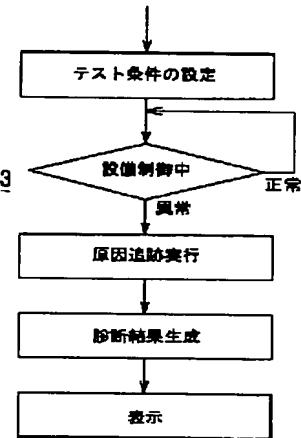 テスト条件の設定
3
設備制御中
正常
異常
原因追跡実行
診断結果生成
表示